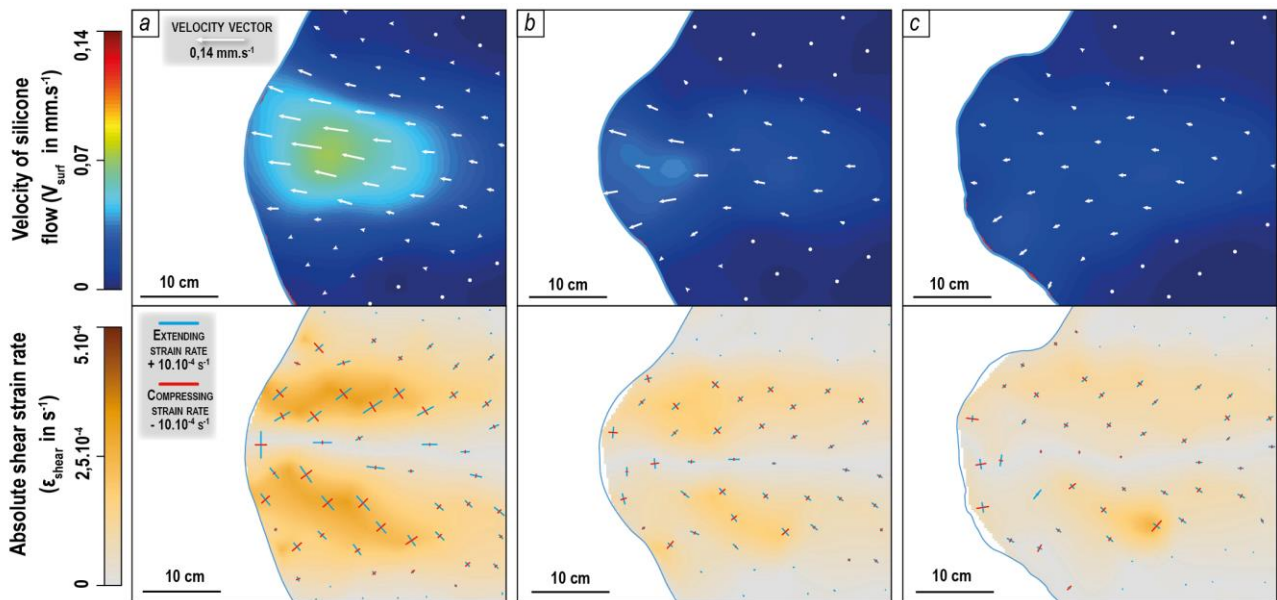 Velocity of silicone
flow (V_surf in mm.s⁻¹)
0,14
0,07
0
a
VELOCITY VECTOR
0,14 mm.s⁻¹
10 cm
b
10 cm
c
10 cm
Absolute shear strain rate
(ε_shear in s⁻¹)
5.10⁻⁴
2,5.10⁻⁴
0
EXTENDING
STRAIN RATE
+ 10.10⁻⁴ s⁻¹
COMPRESSING
STRAIN RATE
- 10.10⁻⁴ s⁻¹
10 cm
10 cm
10 cm